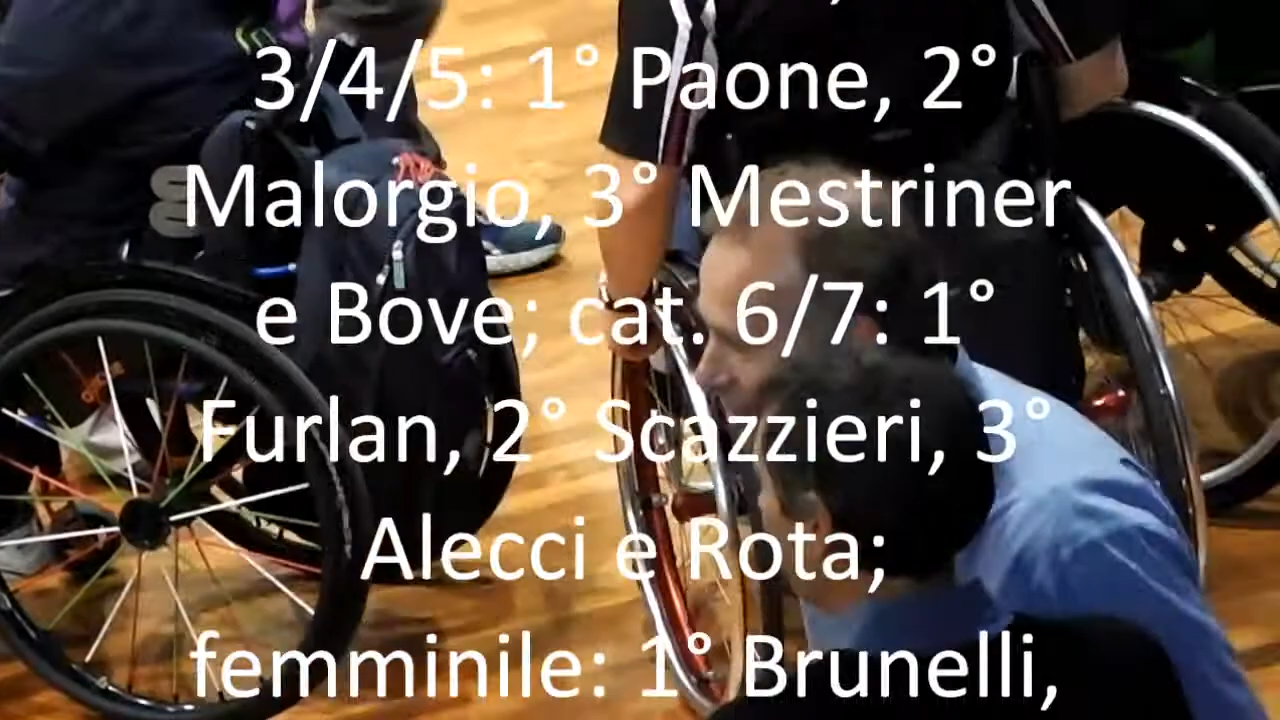 3/4/5: 1° Paone, 2°
Malorgio, 3° Mestriner
e Bove; cat. 6/7: 1°
Furlan, 2° Scazzieri, 3°
Alecci e Rota;
femminile: 1° Brunelli,